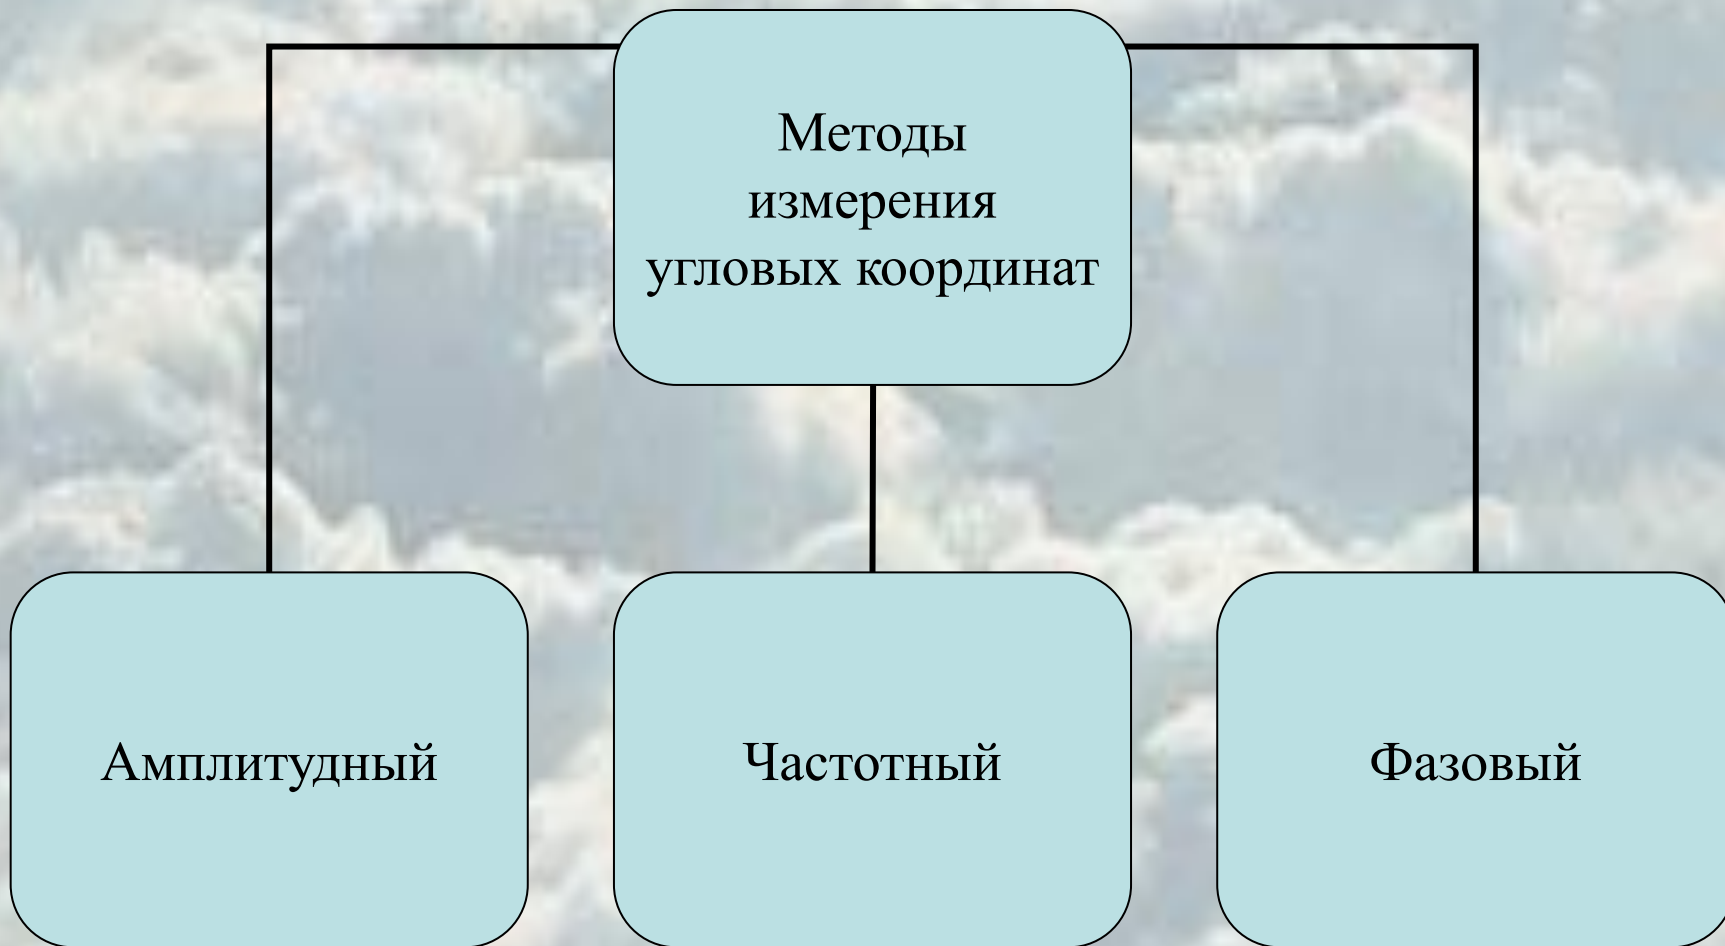 Методы
измерения
угловых координат
Амплитудный
Частотный
Фазовый